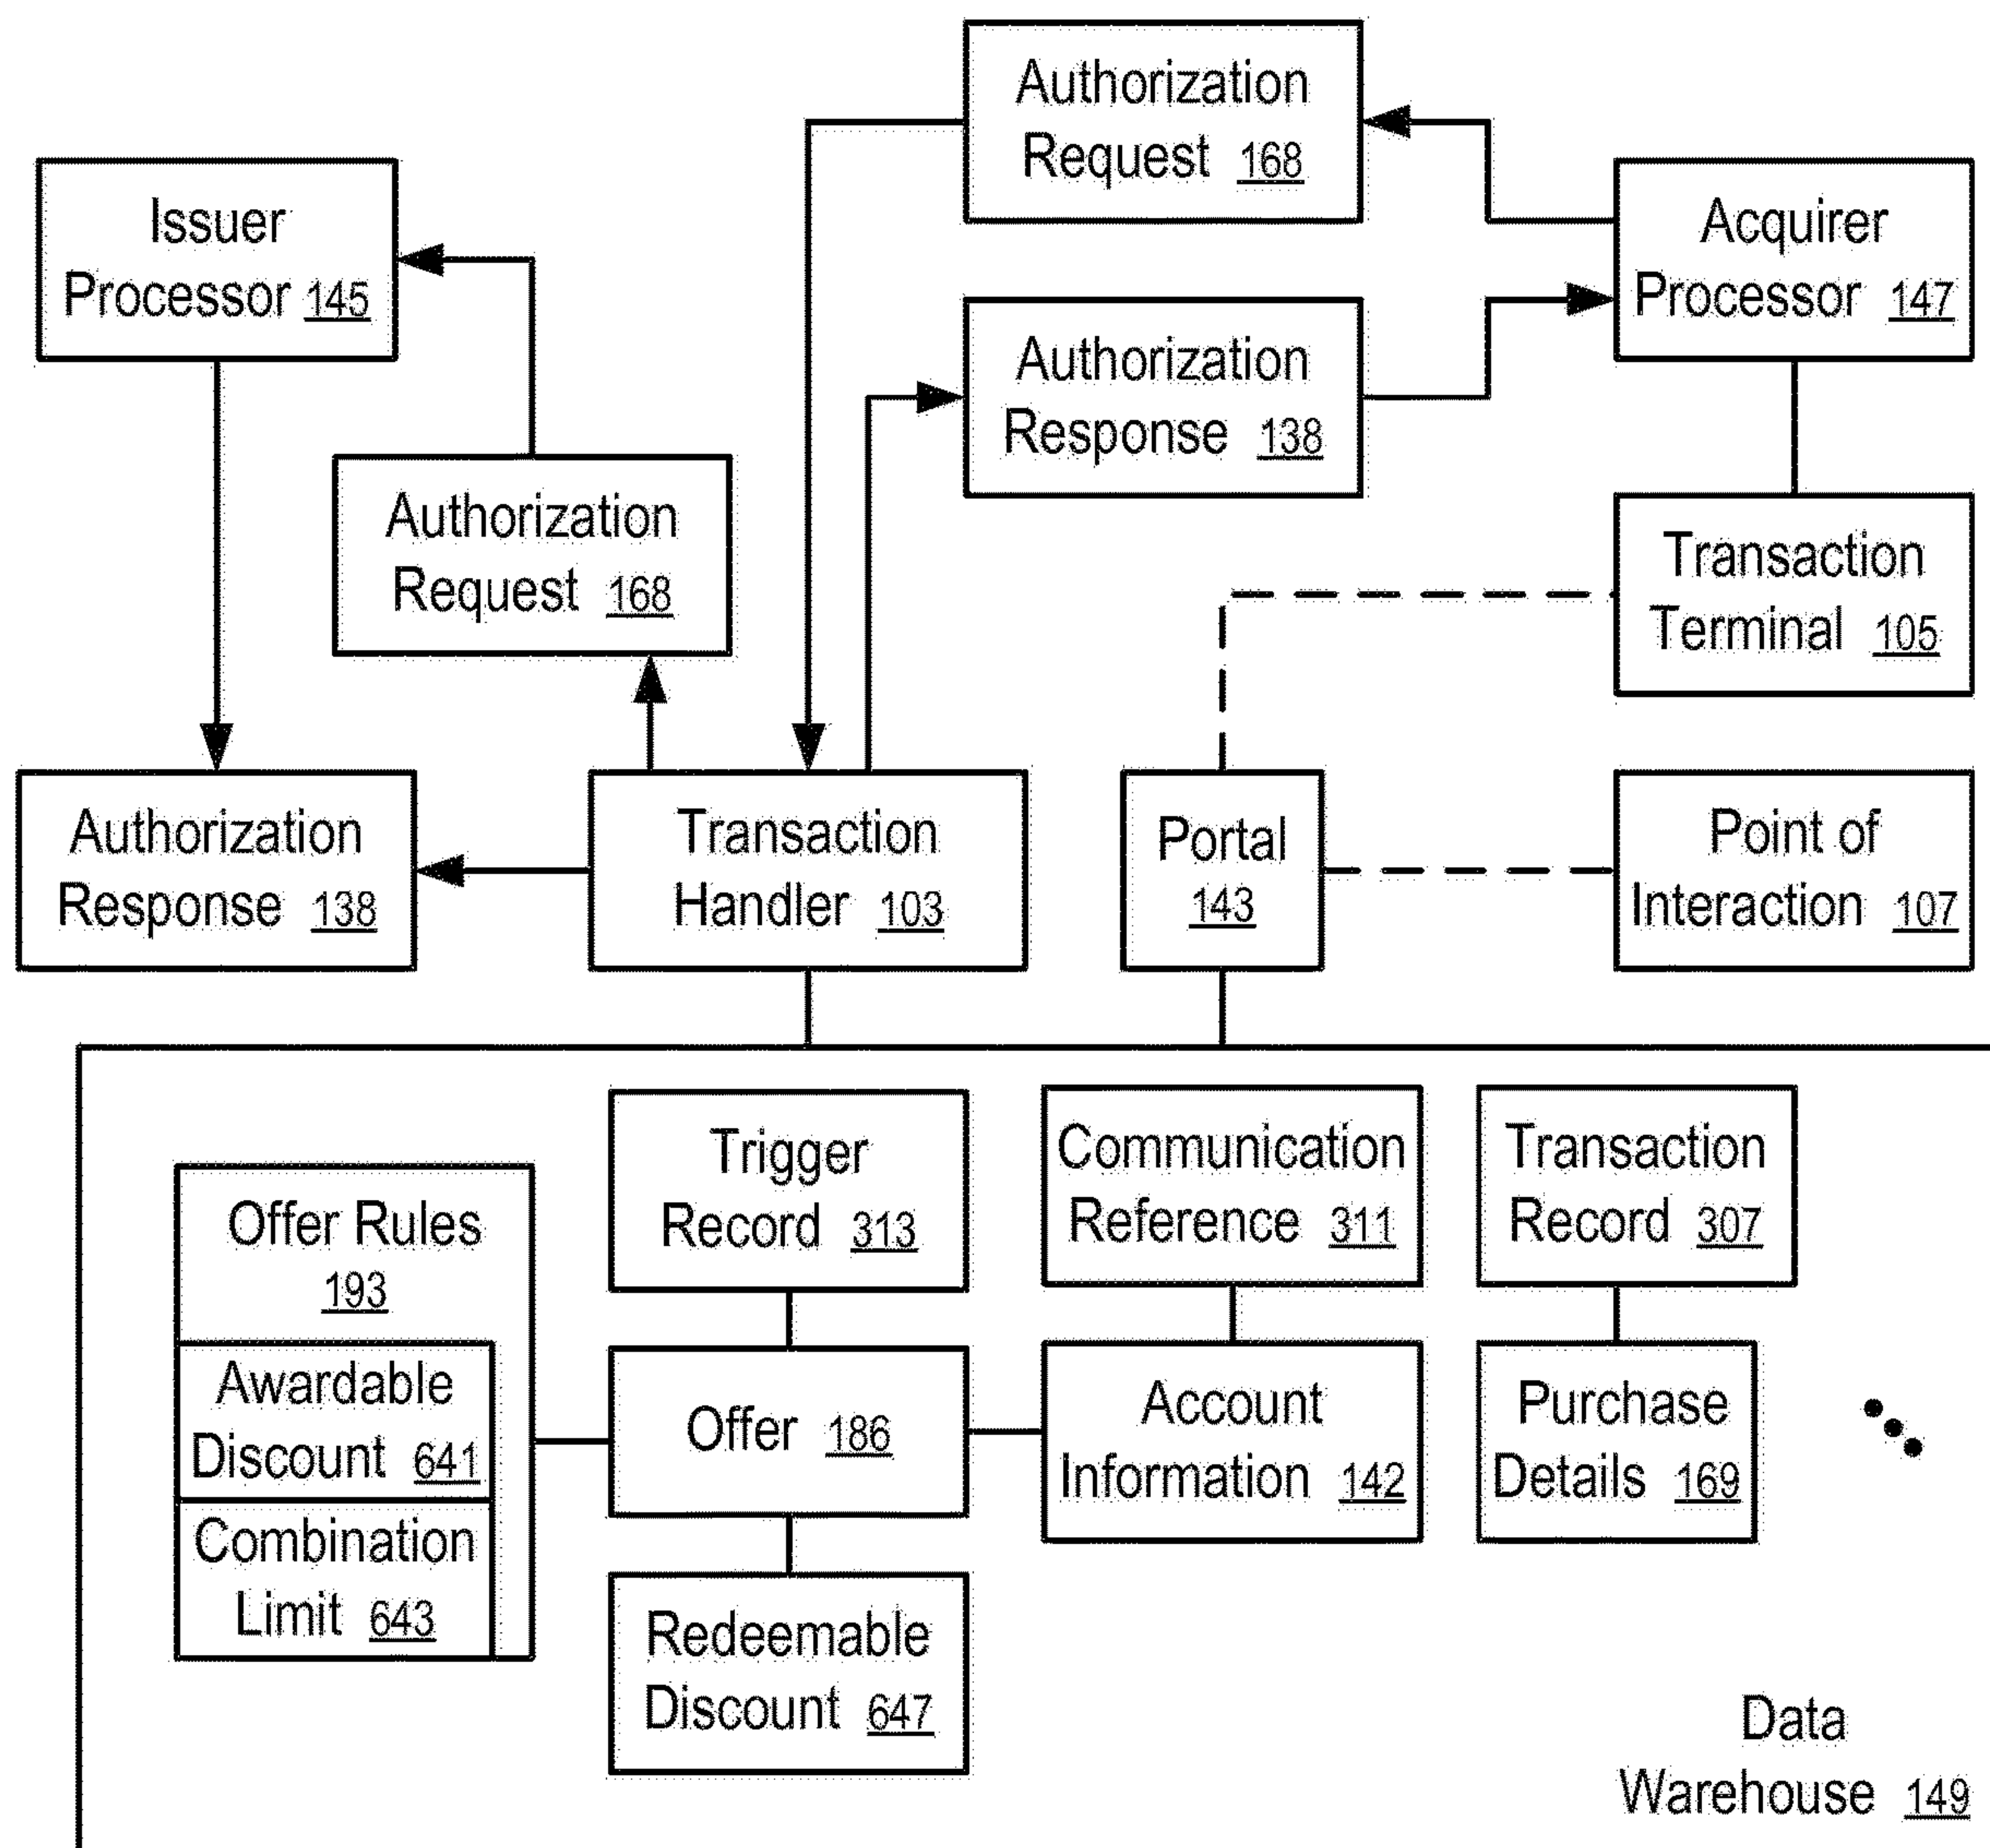 Authorization
Request 168
Issuer
Processor 145
Acquirer
Processor 147
Authorization
Response 138
Authorization
Request 168
Transaction
Terminal 105
Authorization
Response 138
Transaction
Handler 103
Portal
143
Point of
Interaction 107
Offer Rules
193
Awardable
Discount 641
Combination
Limit 643
Trigger
Record 313
Communication
Reference 311
Transaction
Record 307
Offer 186
Account
Information 142
Purchase
Details 169
Redeemable
Discount 647
Data
Warehouse 149